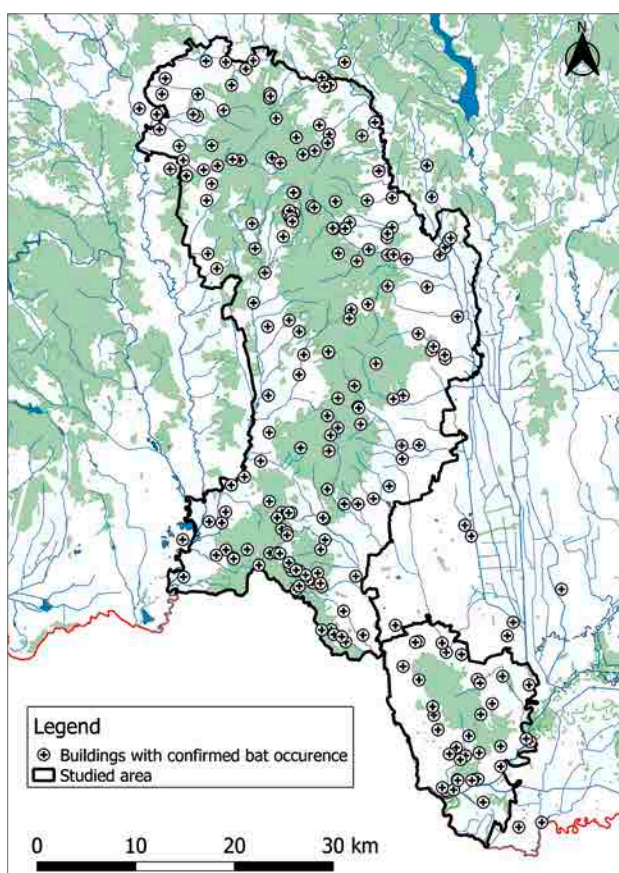 N
Legend
Buildings with confirmed bat occurence
Studied area
0 10 20 30 km